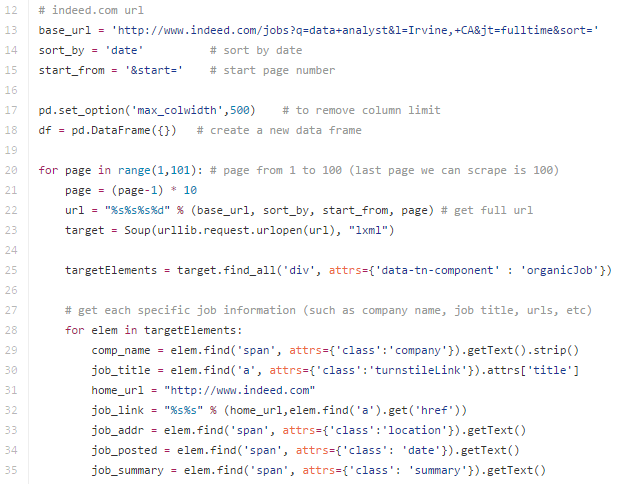 12 # indeed.com url
13 base_url = 'http://www.indeed.com/jobs?q=data+analyst&l=Irvine,+CA&jt=fulltime&sort='
14 sort_by = 'date'          # sort by date
15 start_from = '&start='    # start page number
16
17 pd.set_option('max_colwidth',500)    # to remove column limit
18 df = pd.DataFrame({})   # create a new data frame
19
20 for page in range(1,101): # page from 1 to 100 (last page we can scrape is 100)
21     page = (page-1) * 10
22     url = "%s%s%s%d" % (base_url, sort_by, start_from, page) # get full url
23     target = Soup(urllib.request.urlopen(url), "lxml")
24
25     targetElements = target.find_all('div', attrs={'data-tn-component' : 'organicJob'})
26
27     # get each specific job information (such as company name, job title, urls, etc)
28     for elem in targetElements:
29         comp_name = elem.find('span', attrs={'class':'company'}).getText().strip()
30         job_title = elem.find('a', attrs={'class':'turnstileLink'}).attrs['title']
31         home_url = "http://www.indeed.com"
32         job_link = "%s%s" % (home_url,elem.find('a').get('href'))
33         job_addr = elem.find('span', attrs={'class':'location'}).getText()
34         job_posted = elem.find('span', attrs={'class': 'date'}).getText()
35         job_summary = elem.find('span', attrs={'class': 'summary'}).getText()